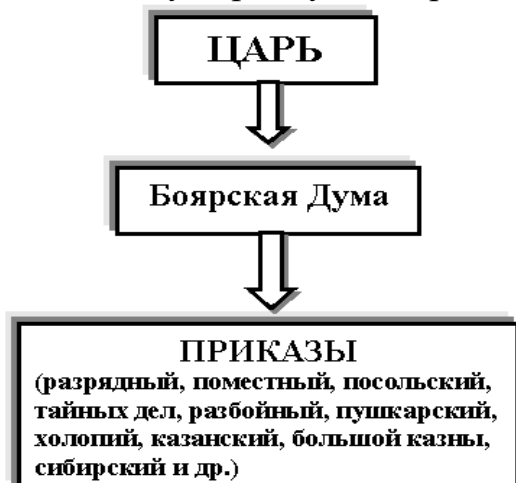 ЦАРЬ
Боярская Дума
ПРИКАЗЫ
(разрядный, поместный, посольский,
тайных дел, разбойный, пушкарский,
холопий, казанский, большой казны,
сибирский и др.)